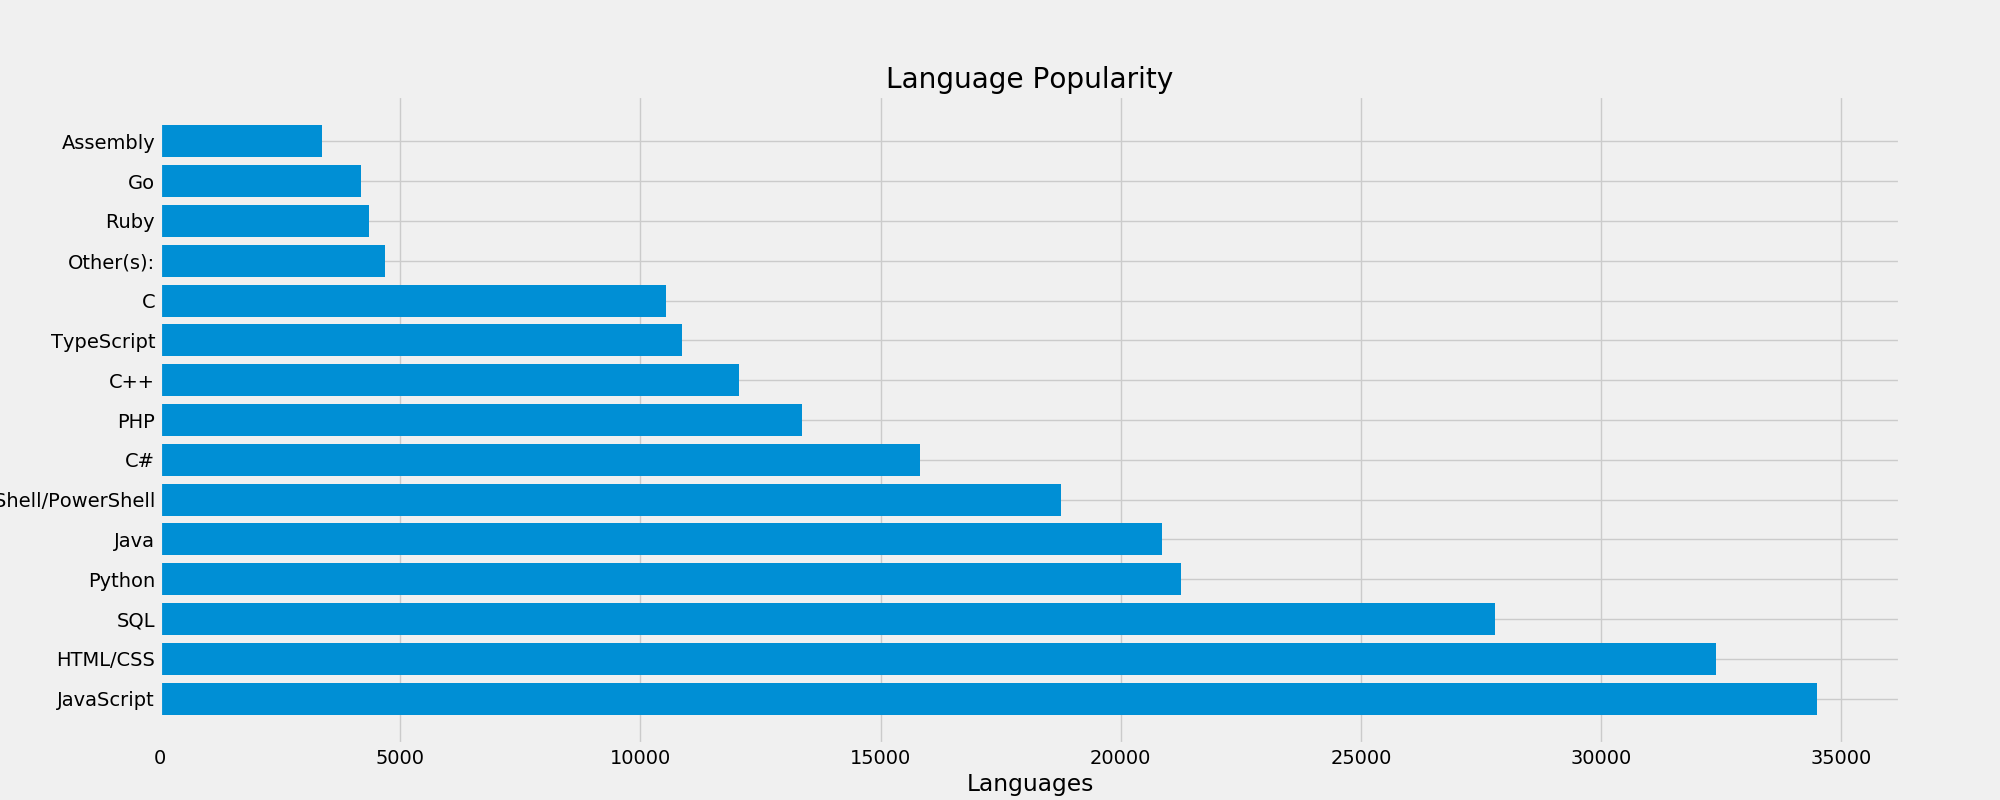 Language Popularity
Assembly
Go
Ruby
Other(s):
C
TypeScript
C++
PHP
C#
Shell/PowerShell
Java
Python
SQL
HTML/CSS
JavaScript
0 5000 10000 15000 20000 25000 30000 35000
Languages